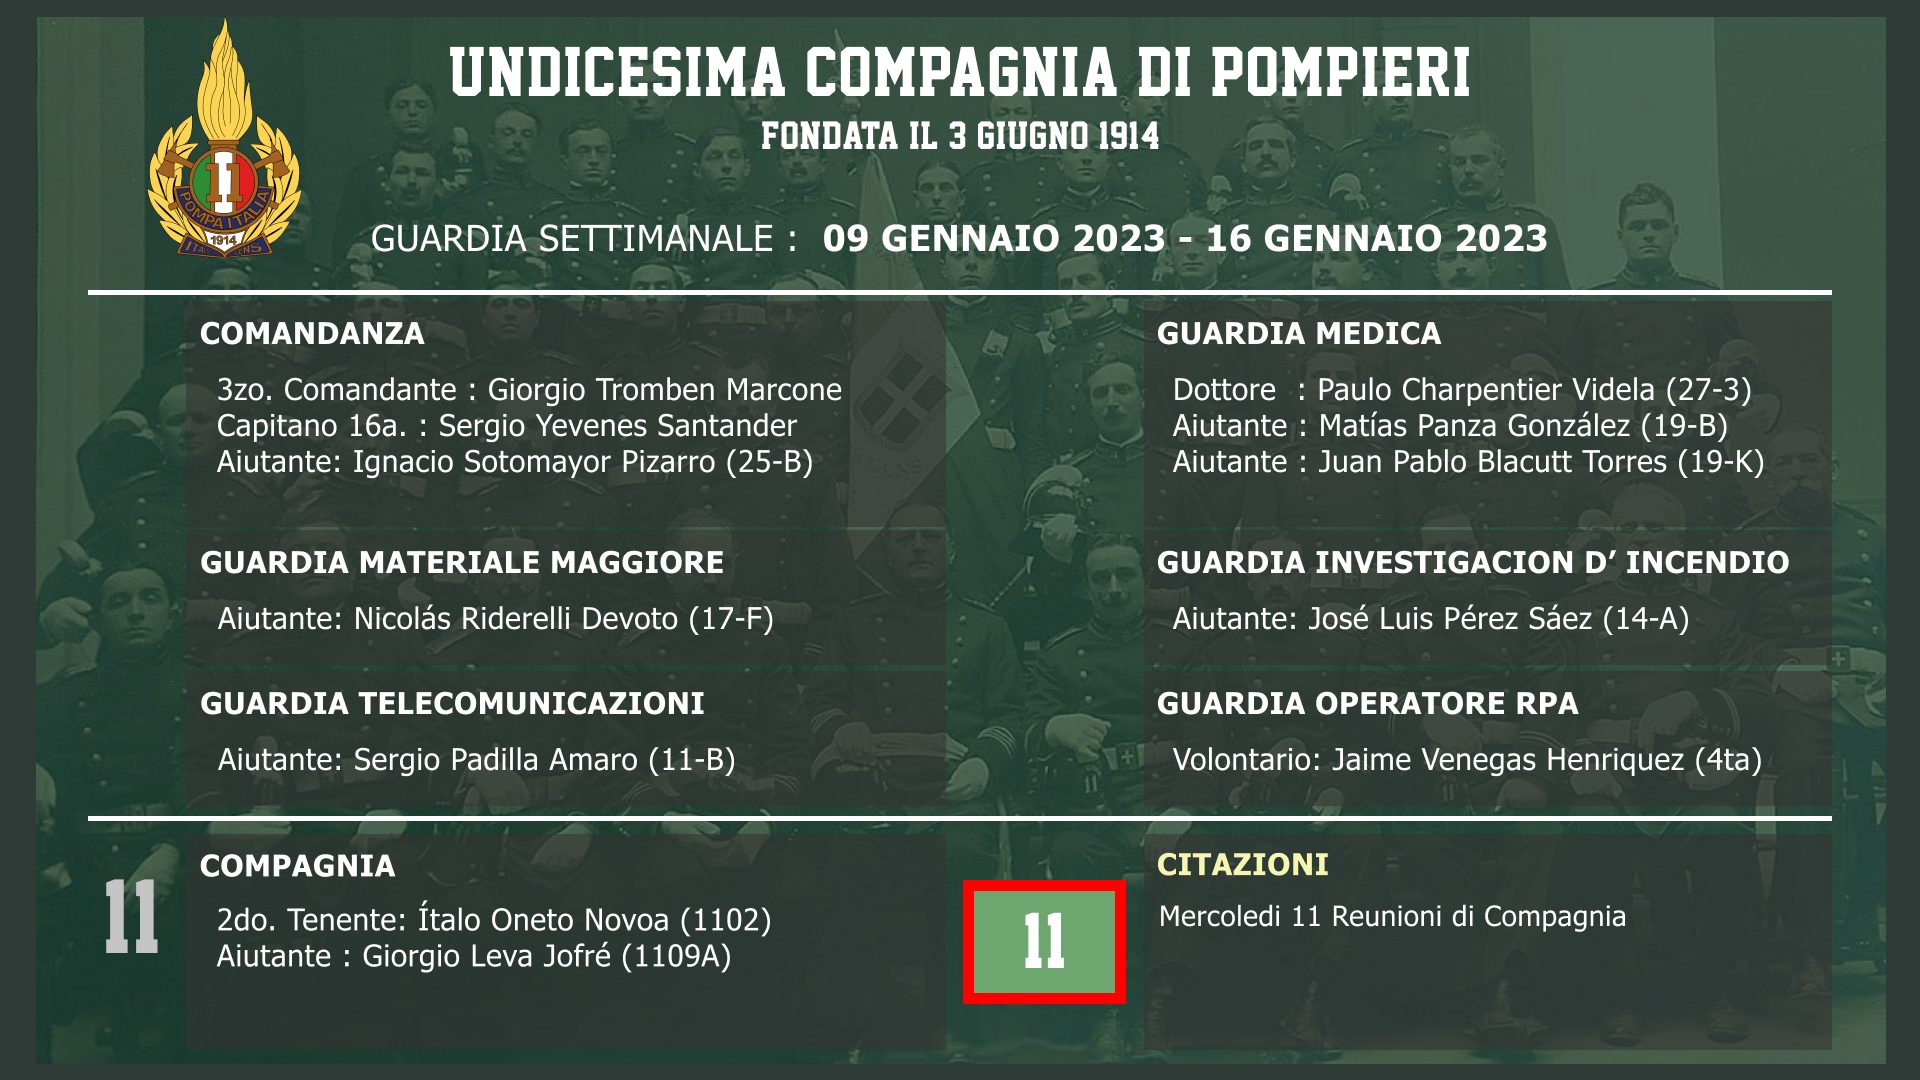 UNDICESIMA COMPAGNIA DI POMPIERI
FONDATA IL 3 GIUGNO 1914
11
POMPA ITALIA
1914
GUARDIA SETTIMANALE : 09 GENNAIO 2023 - 16 GENNAIO 2023
COMANDANZA
3zo. Comandante : Giorgio Tromben Marcone
Capitano 16a. : Sergio Yevenes Santander
Aiutante: Ignacio Sotomayor Pizarro (25-B)
GUARDIA MEDICA
Dottore : Paulo Charpentier Videla (27-3)
Aiutante : Matías Panza González (19-B)
Aiutante : Juan Pablo Blacutt Torres (19-K)
GUARDIA MATERIALE MAGGIORE
Aiutante: Nicolás Riderelli Devoto (17-F)
GUARDIA INVESTIGACION D’ INCENDIO
Aiutante: José Luis Pérez Sáez (14-A)
GUARDIA TELECOMUNICAZIONI
Aiutante: Sergio Padilla Amaro (11-B)
GUARDIA OPERATORE RPA
Volontario: Jaime Venegas Henriquez (4ta)
11
COMPAGNIA
2do. Tenente: Ítalo Oneto Novoa (1102)
Aiutante : Giorgio Leva Jofré (1109A)
11
CITAZIONI
Mercoledi 11 Reunioni di Compagnia